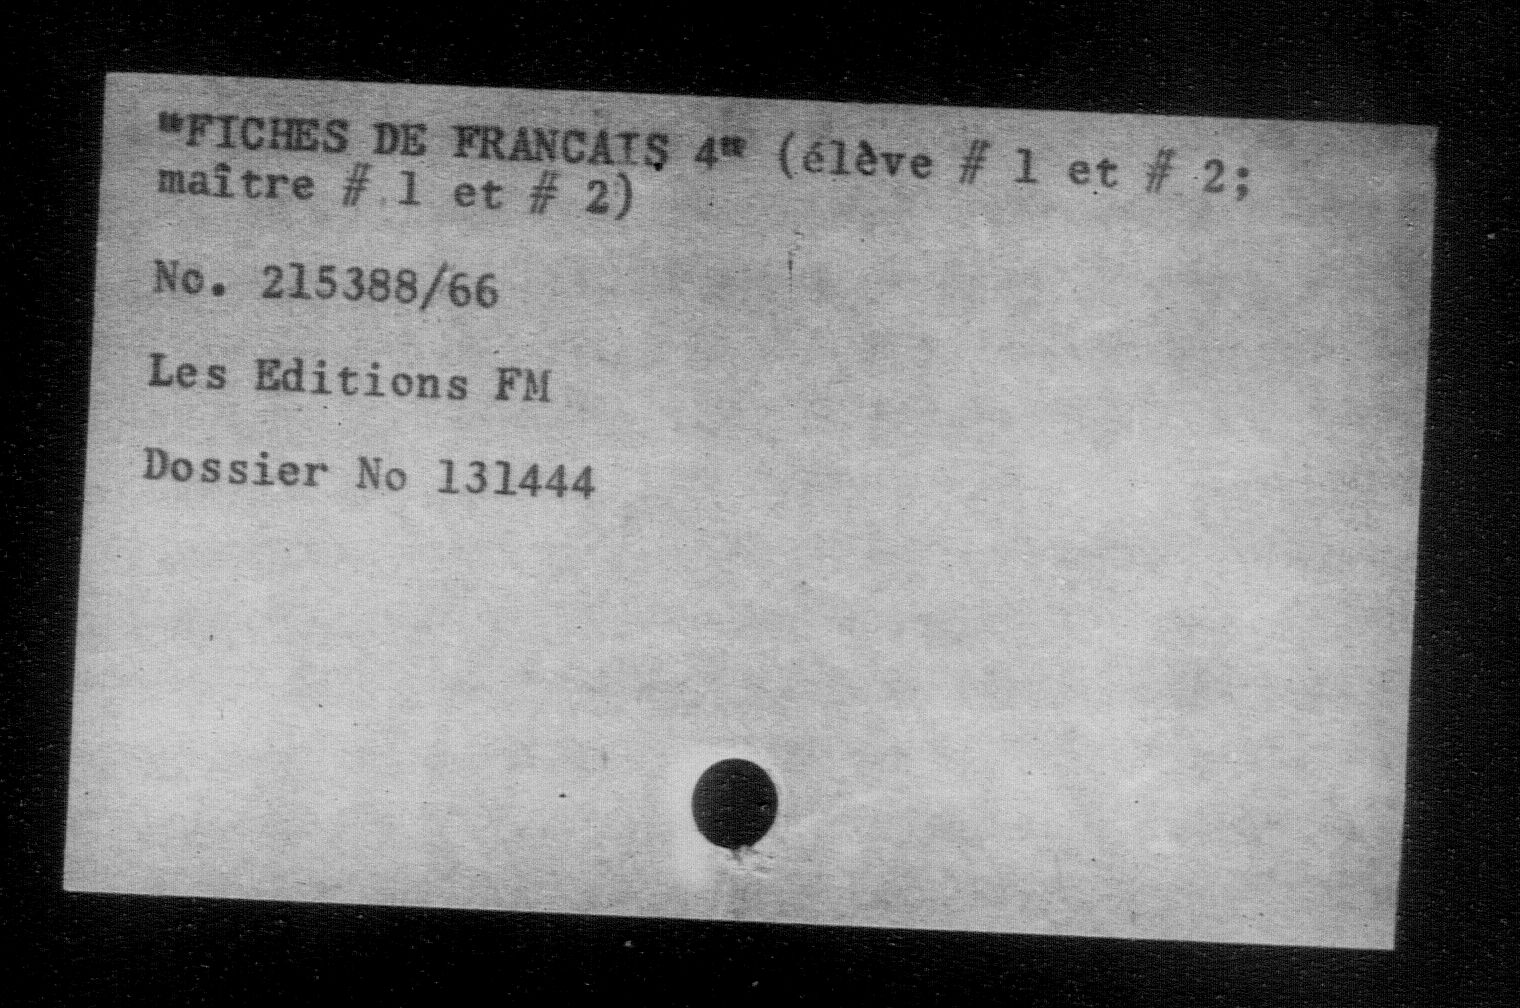 "FICHES DE FRANCAIS 4" (élève # 1 et # 2;
maître # 1 et # 2)
No. 215388/66
Les Editions FM
Dossier No 131444